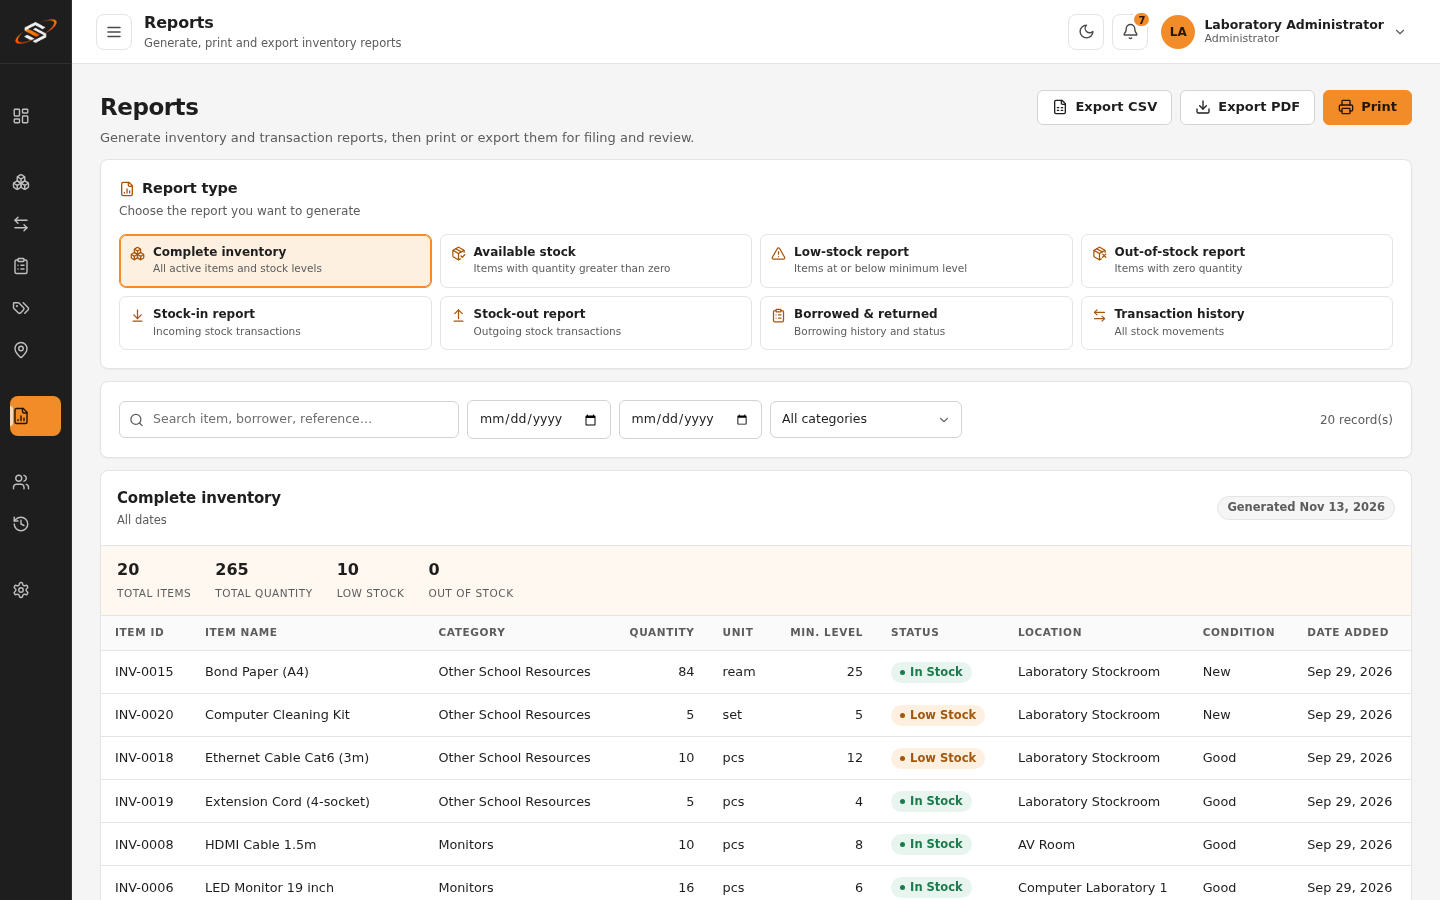 Reports
Generate, print and export inventory reports
7
LA
Laboratory Administrator
Administrator
Reports
Generate inventory and transaction reports, then print or export them for filing and review.
Export CSV
Export PDF
Print
Report type
Choose the report you want to generate
Complete inventory
All active items and stock levels
Available stock
Items with quantity greater than zero
Low-stock report
Items at or below minimum level
Out-of-stock report
Items with zero quantity
Stock-in report
Incoming stock transactions
Stock-out report
Outgoing stock transactions
Borrowed & returned
Borrowing history and status
Transaction history
All stock movements
Search item, borrower, reference...
mm/dd/yyyy
mm/dd/yyyy
All categories
20 record(s)
Complete inventory
All dates
Generated Nov 13, 2026
20 265 10 0
TOTAL ITEMS TOTAL QUANTITY LOW STOCK OUT OF STOCK
ITEM ID ITEM NAME CATEGORY QUANTITY UNIT MIN. LEVEL STATUS LOCATION CONDITION DATE ADDED
INV-0015 Bond Paper (A4) Other School Resources 84 ream 25 In Stock Laboratory Stockroom New Sep 29, 2026
INV-0020 Computer Cleaning Kit Other School Resources 5 set 5 Low Stock Laboratory Stockroom New Sep 29, 2026
INV-0018 Ethernet Cable Cat6 (3m) Other School Resources 10 pcs 12 Low Stock Laboratory Stockroom Good Sep 29, 2026
INV-0019 Extension Cord (4-socket) Other School Resources 5 pcs 4 In Stock Laboratory Stockroom Good Sep 29, 2026
INV-0008 HDMI Cable 1.5m Monitors 10 pcs 8 In Stock AV Room Good Sep 29, 2026
INV-0006 LED Monitor 19 inch Monitors 16 pcs 6 In Stock Computer Laboratory 1 Good Sep 29, 2026